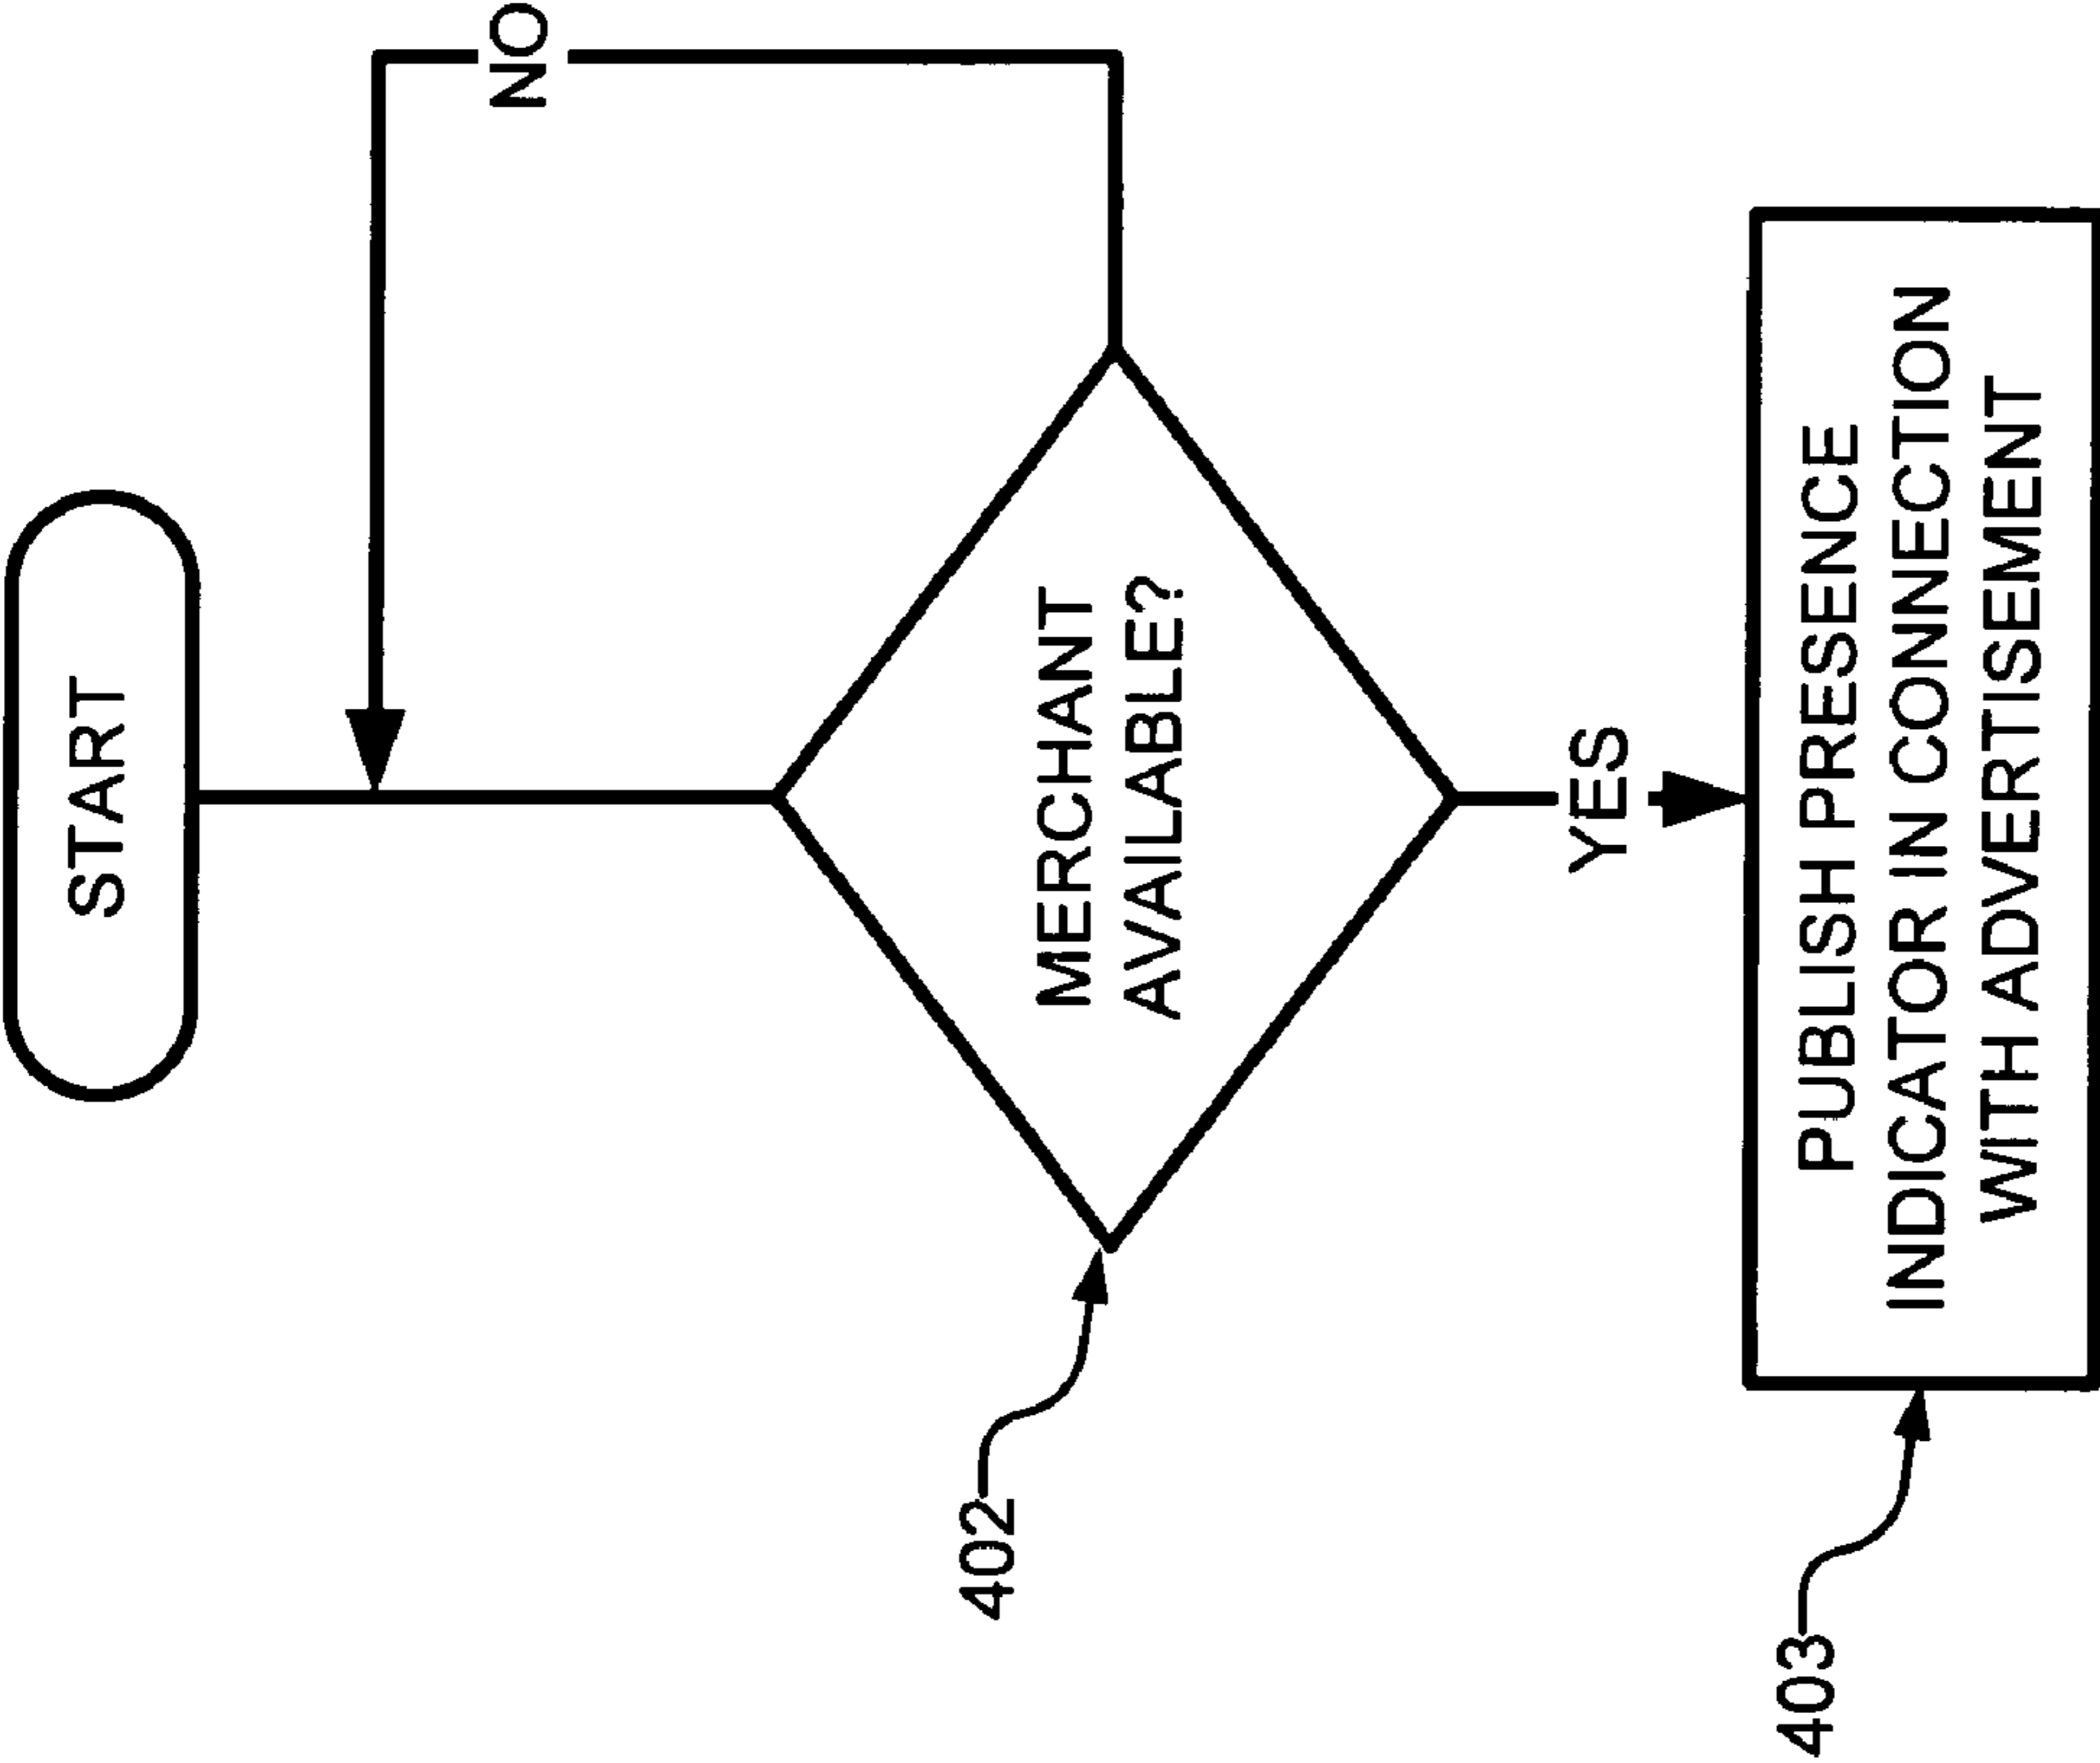 START
NO
402
MERCHANT
AVAILABLE?
YES
403
PUBLISH PRESENCE
INDICATOR IN CONNECTION
WITH ADVERTISEMENT